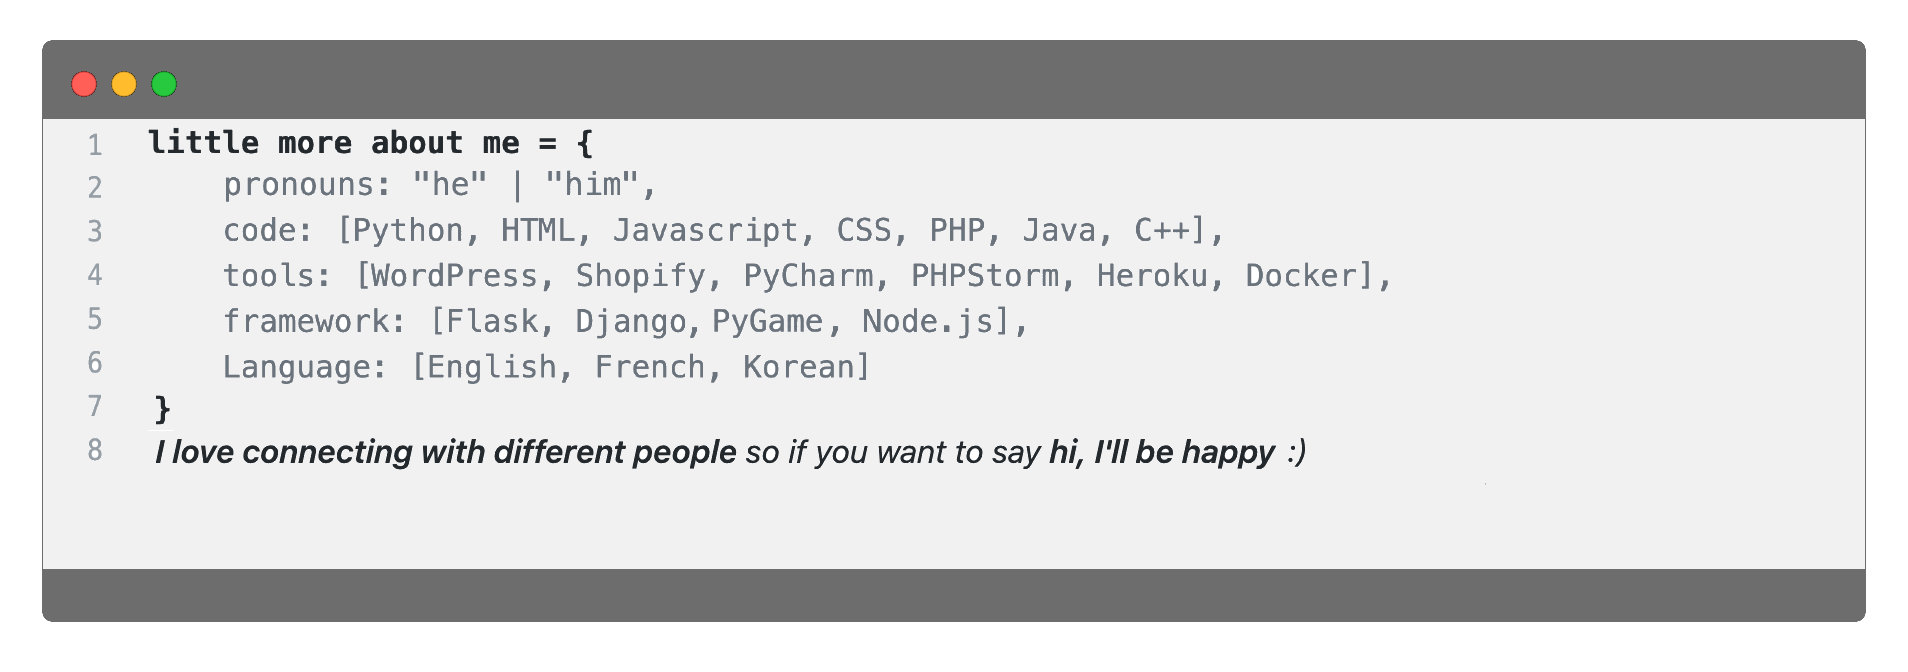 1 little more about me = {
2 pronouns: "he" | "him",
3 code: [Python, HTML, Javascript, CSS, PHP, Java, C++],
4 tools: [WordPress, Shopify, PyCharm, PHPStorm, Heroku, Docker],
5 framework: [Flask, Django, PyGame, Node.js],
6 Language: [English, French, Korean]
7 }
8 I love connecting with different people so if you want to say hi, I'll be happy :)